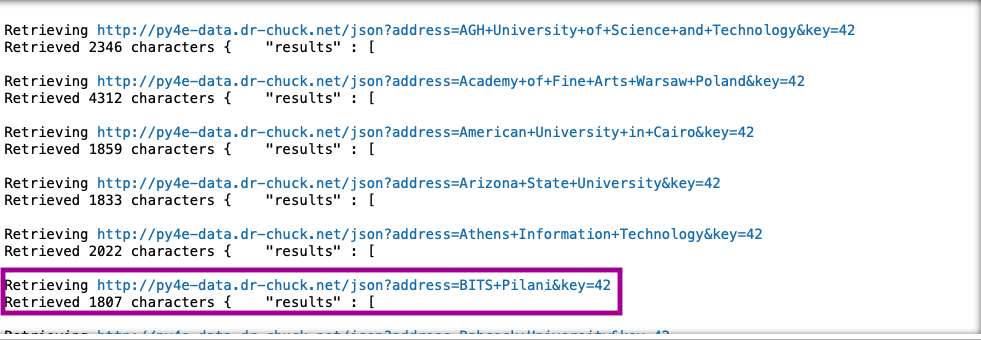 Retrieving http://py4e-data.dr-chuck.net/json?address=AGH+University+of+Science+and+Technology&key=42
Retrieved 2346 characters {    "results" : [
Retrieving http://py4e-data.dr-chuck.net/json?address=Academy+of+Fine+Arts+Warsaw+Poland&key=42
Retrieved 4312 characters {    "results" : [
Retrieving http://py4e-data.dr-chuck.net/json?address=American+University+in+Cairo&key=42
Retrieved 1859 characters {    "results" : [
Retrieving http://py4e-data.dr-chuck.net/json?address=Arizona+State+University&key=42
Retrieved 1833 characters {    "results" : [
Retrieving http://py4e-data.dr-chuck.net/json?address=Athens+Information+Technology&key=42
Retrieved 2022 characters {    "results" : [
Retrieving http://py4e-data.dr-chuck.net/json?address=BITS+Pilani&key=42
Retrieved 1807 characters {    "results" : [